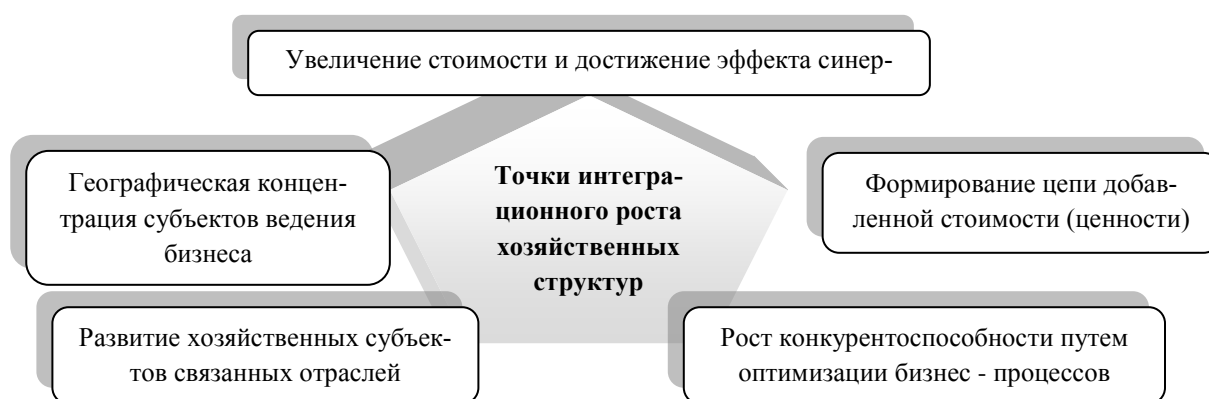 Увеличение стоимости и достижение эффекта синер-
Географическая концен-
трация субъектов ведения
бизнеса
Точки интегра-
ционного роста
хозяйственных
структур
Формирование цепи добав-
ленной стоимости (ценности)
Развитие хозяйственных субъек-
тов связанных отраслей
Рост конкурентоспособности путем
оптимизации бизнес - процессов